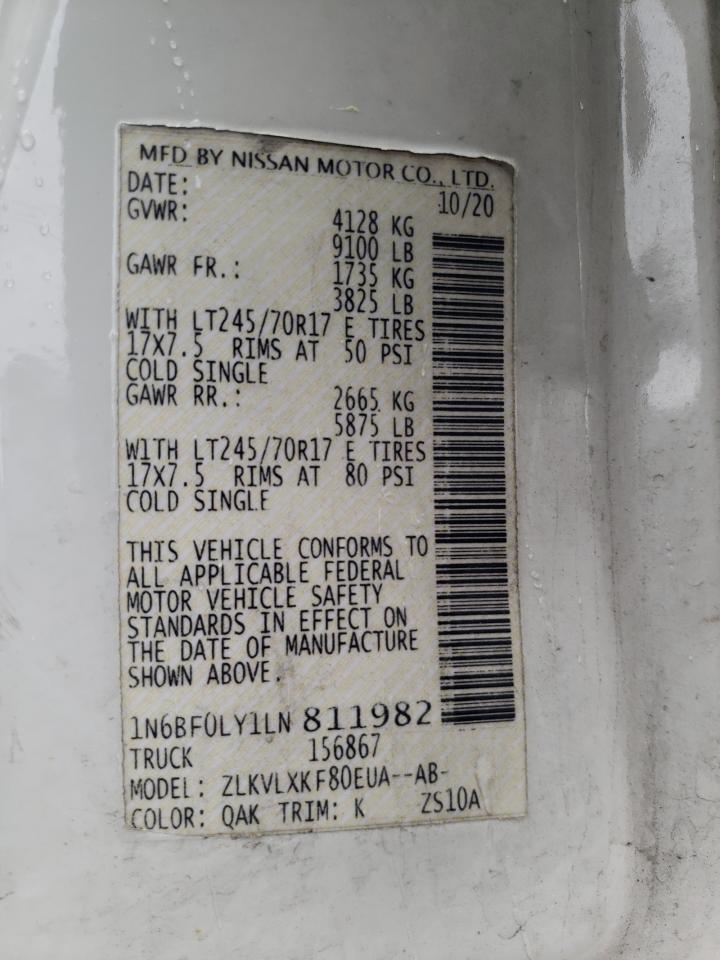 MFD BY NISSAN MOTOR CO., LTD.
DATE: 10/20
GVWR: 4128 KG
9100 LB
GAWR FR.: 1735 KG
3825 LB
WITH LT245/70R17 E TIRES
17X7.5 RIMS AT 50 PSI
COLD SINGLE
GAWR RR.: 2665 KG
5875 LB
WITH LT245/70R17 E TIRES
17X7.5 RIMS AT 80 PSI
COLD SINGLE
THIS VEHICLE CONFORMS TO
ALL APPLICABLE FEDERAL
MOTOR VEHICLE SAFETY
STANDARDS IN EFFECT ON
THE DATE OF MANUFACTURE
SHOWN ABOVE.
1N6BF0LY1LN 811982
TRUCK 156867
MODEL: ZLKVLXKF80EUA--AB-
COLOR: QAK TRIM: K ZS10A